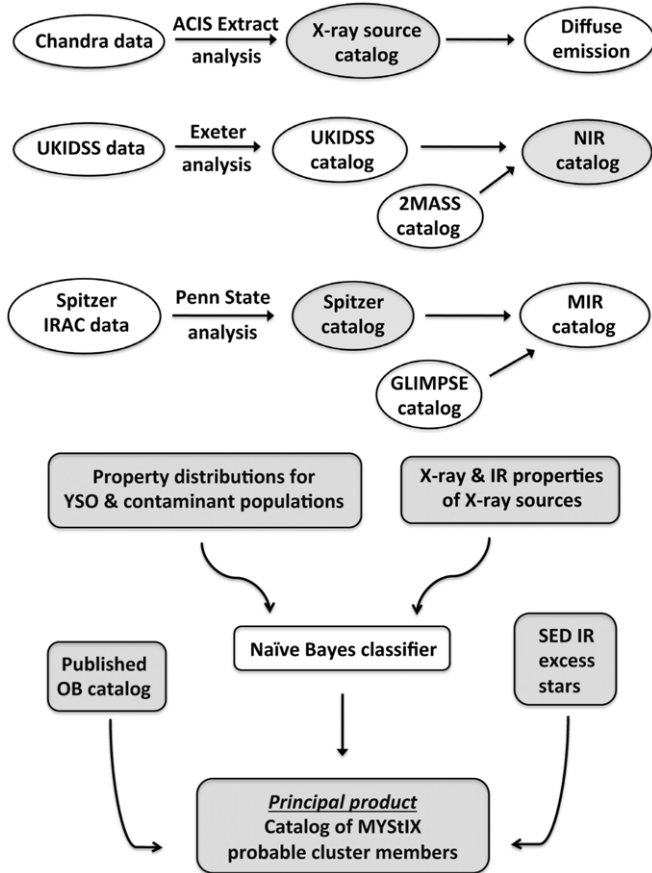 Chandra data
ACIS Extract
analysis
X-ray source
catalog
Diffuse
emission
UKIDSS data
Exeter
analysis
UKIDSS
catalog
NIR
catalog
2MASS
catalog
Spitzer
IRAC data
Penn State
analysis
Spitzer
catalog
MIR
catalog
GLIMPSE
catalog
Property distributions for
YSO & contaminant populations
X-ray & IR properties
of X-ray sources
Naïve Bayes classifier
Published
OB catalog
SED IR
excess
stars
Principal product
Catalog of MYStIX
probable cluster members